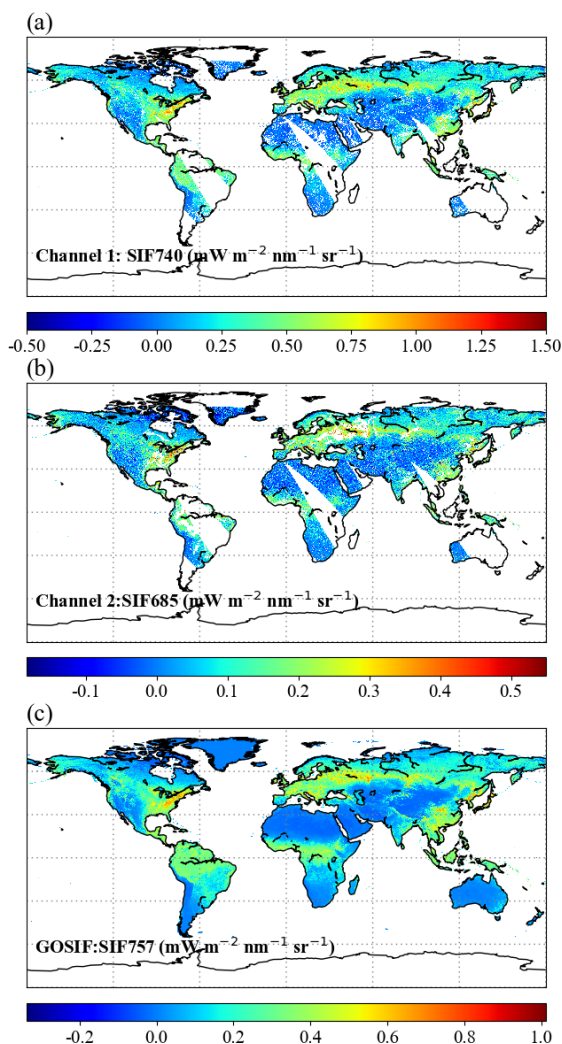 (a)
Channel 1: SIF740 (mW m⁻² nm⁻¹ sr⁻¹)
-0.50 -0.25 0.00 0.25 0.50 0.75 1.00 1.25 1.50
(b)
Channel 2:SIF685 (mW m⁻² nm⁻¹ sr⁻¹)
-0.1 0.0 0.1 0.2 0.3 0.4 0.5
(c)
GOSIF:SIF757 (mW m⁻² nm⁻¹ sr⁻¹)
-0.2 0.0 0.2 0.4 0.6 0.8 1.0